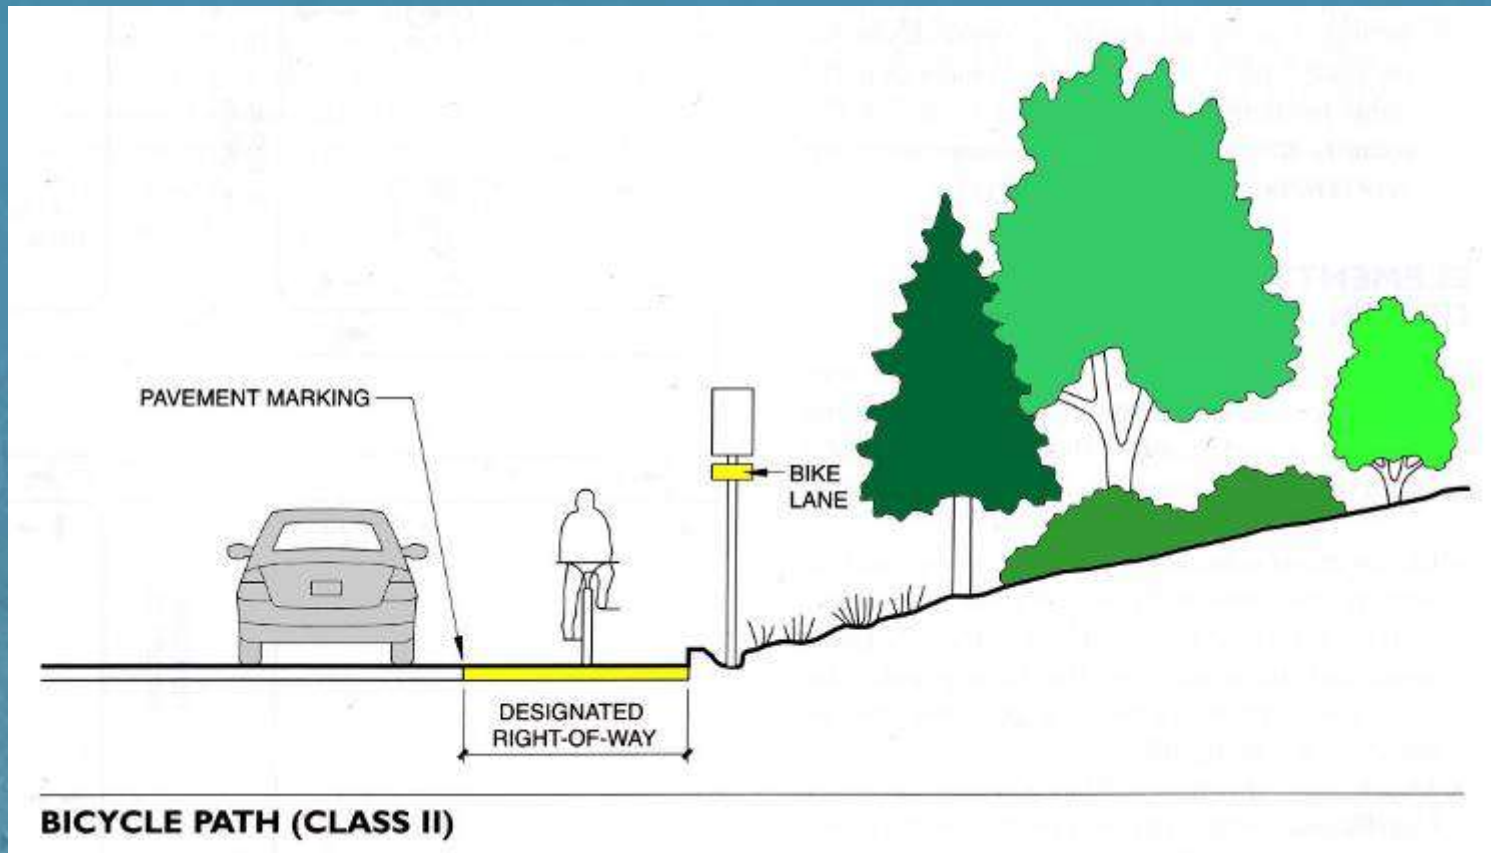 PAVEMENT MARKING
BIKE
LANE
DESIGNATED
RIGHT-OF-WAY
BICYCLE PATH (CLASS II)